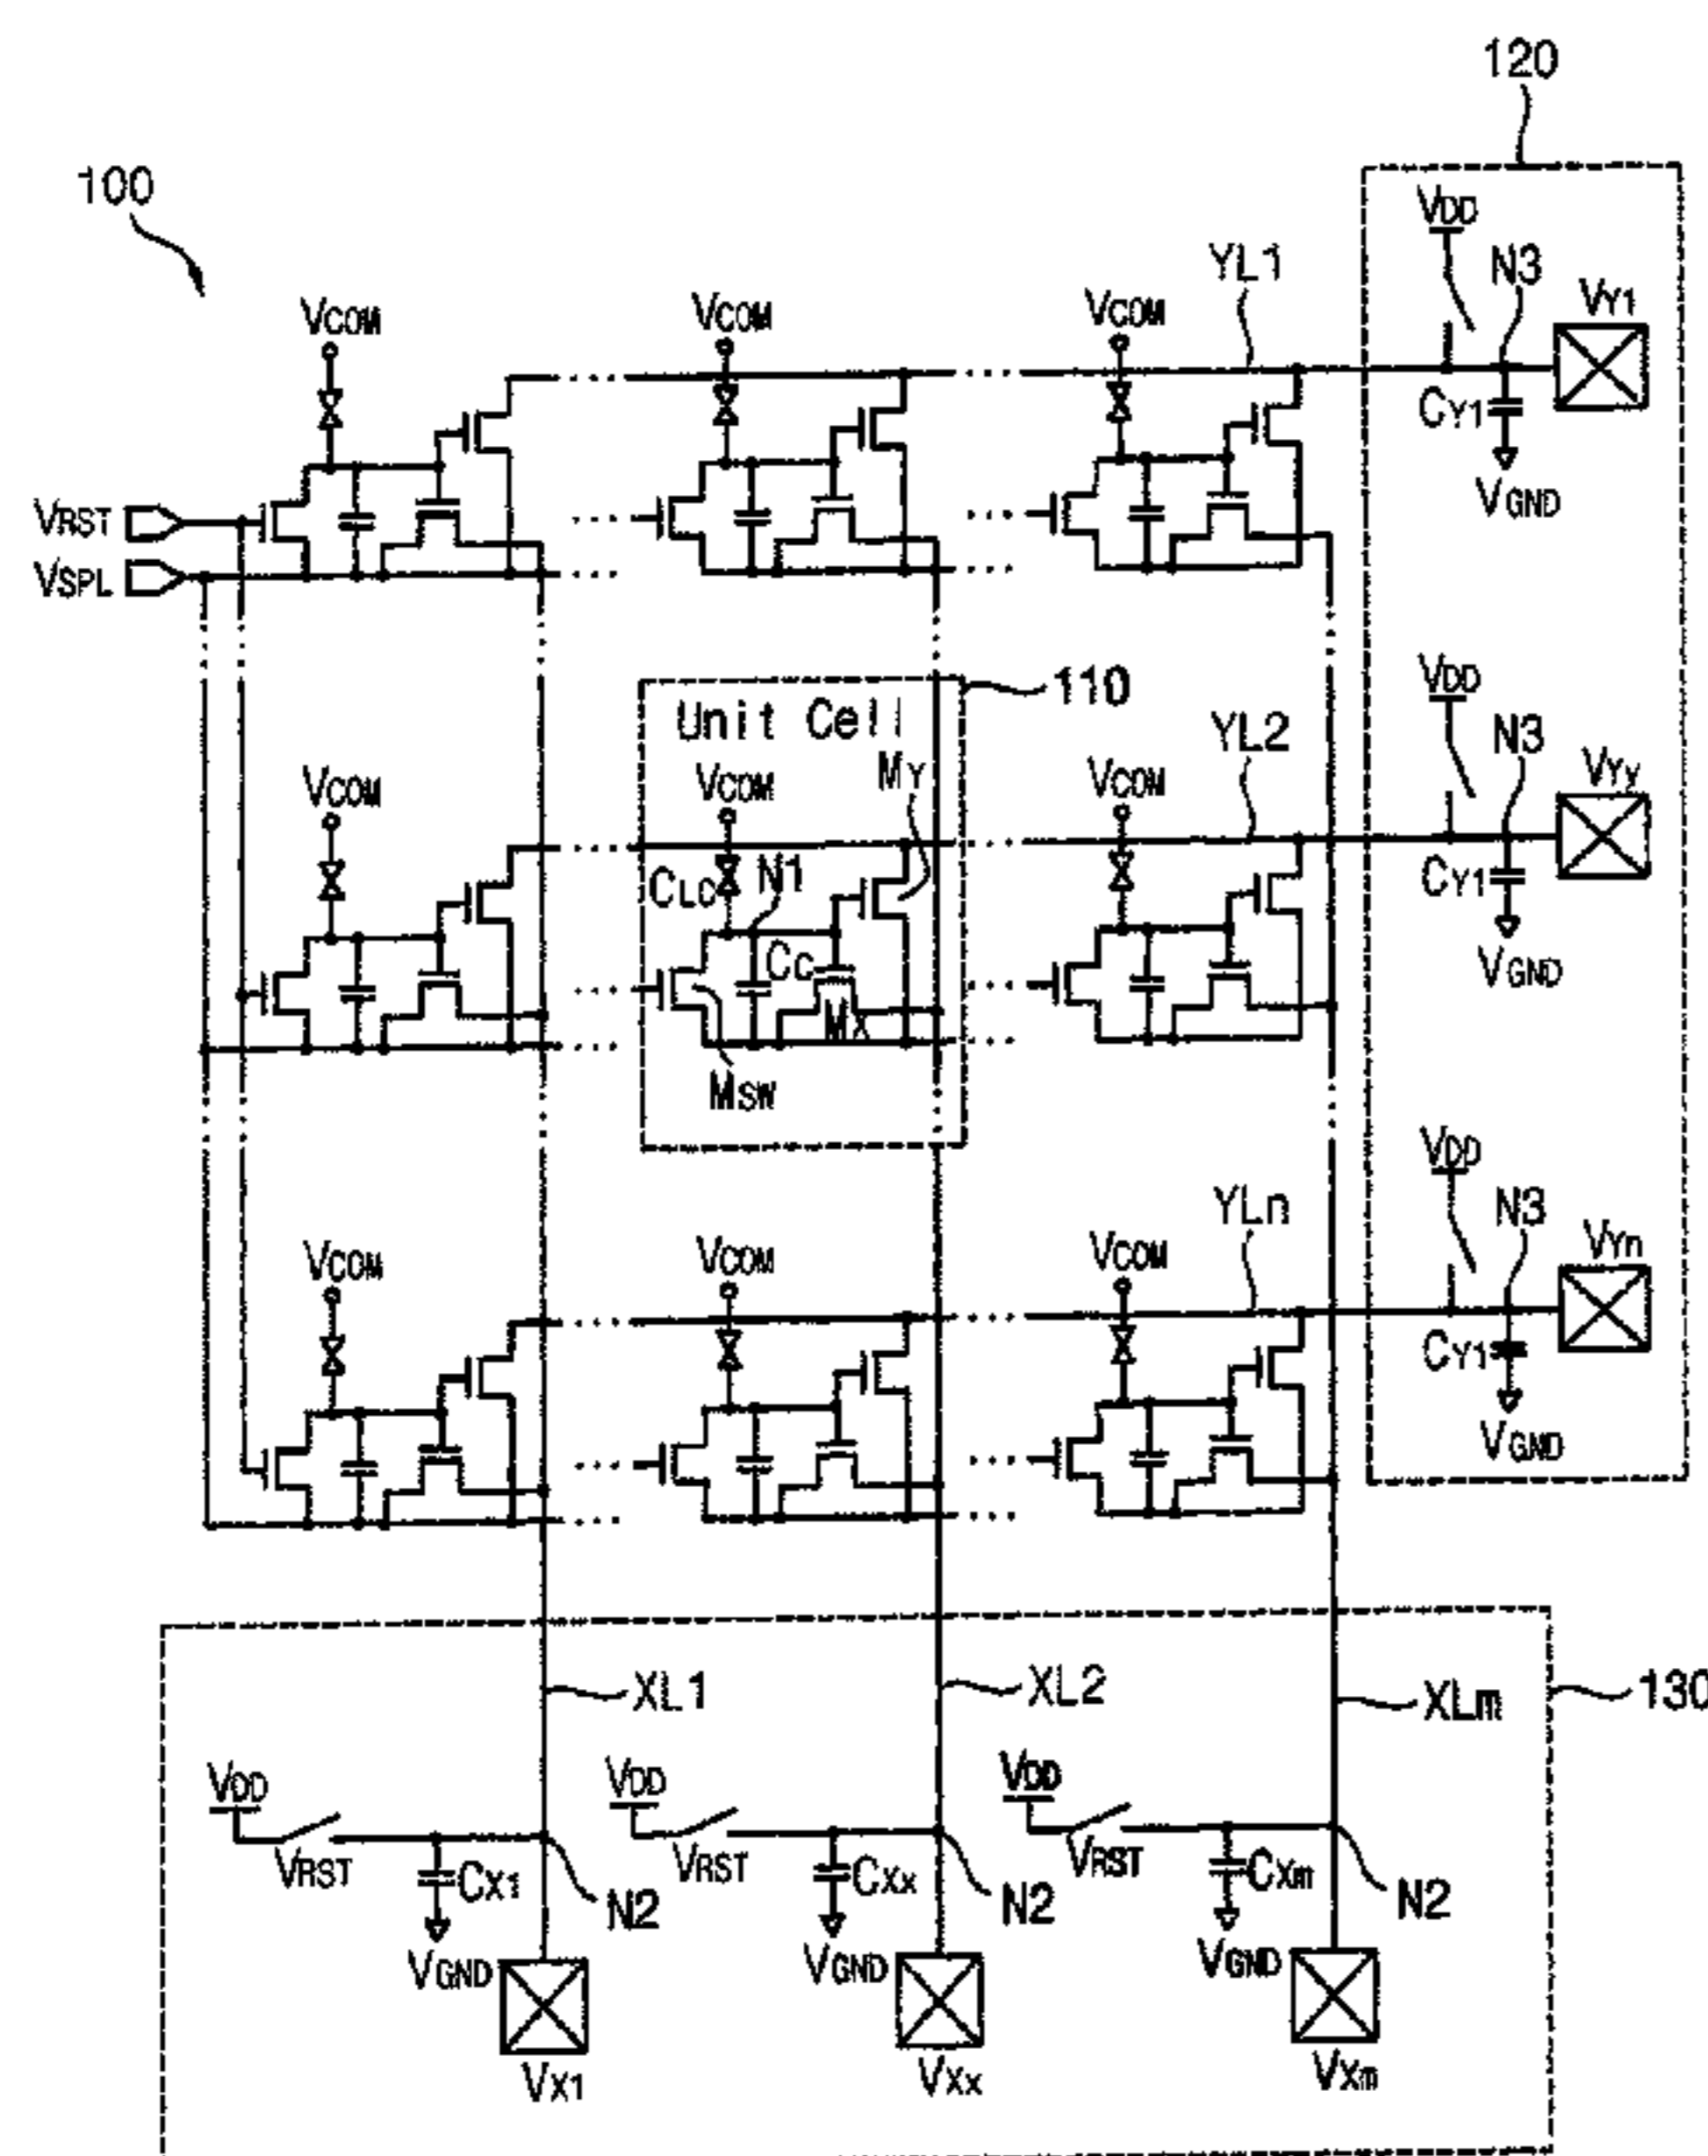 120
100
VDD
YL1
N3
VY1
VCOM
VCOM
VCOM
CY1
VGND
VRST
VSPL
110
Unit Cell
VDD
YL2
N3
VYy
VCOM
VCOM
MY
VCOM
CLC
N1
CY1
CC
VGND
MX
MSW
VDD
YLn
N3
VYn
VCOM
VCOM
VCOM
CY1
VGND
XL1
XL2
XLm
130
VDD
VDD
VDD
VRST
CX1
VRST
CXx
VRST
CXm
N2
N2
N2
VGND
VGND
VGND
VX1
VXx
VXm